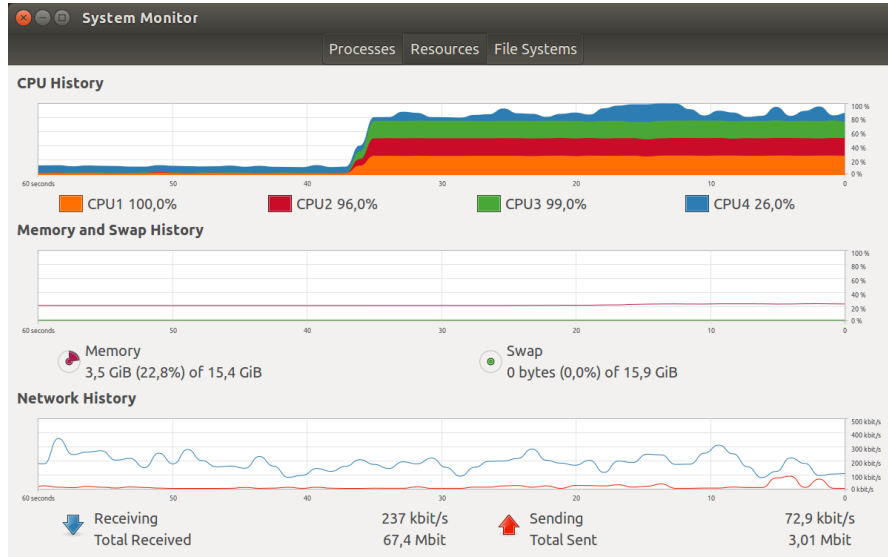 System Monitor
Processes Resources File Systems
CPU History
100 %
80 %
60 %
40 %
20 %
0 %
60 seconds 50 40 30 20 10 0
CPU1 100,0% CPU2 96,0% CPU3 99,0% CPU4 26,0%
Memory and Swap History
100 %
80 %
60 %
40 %
20 %
0 %
60 seconds 50 40 30 20 10 0
Memory Swap
3,5 GiB (22,8%) of 15,4 GiB 0 bytes (0,0%) of 15,9 GiB
Network History
500 kbit/s
400 kbit/s
300 kbit/s
200 kbit/s
100 kbit/s
0 kbit/s
60 seconds 50 40 30 20 10 0
Receiving 237 kbit/s Sending 72,9 kbit/s
Total Received 67,4 Mbit Total Sent 3,01 Mbit